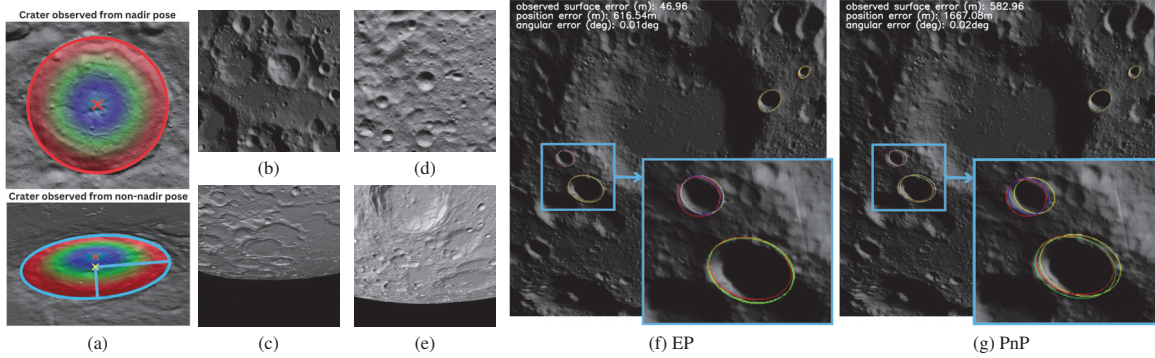 Crater observed from nadir pose
Crater observed from non-nadir pose
(a)
(b)
(c)
(d)
(e)
observed surface error (m): 46.96
position error (m): 616.54m
angular error (deg): 0.01deg
(f) EP
observed surface error (m): 582.96
position error (m): 1667.08m
angular error (deg): 0.02deg
(g) PnP